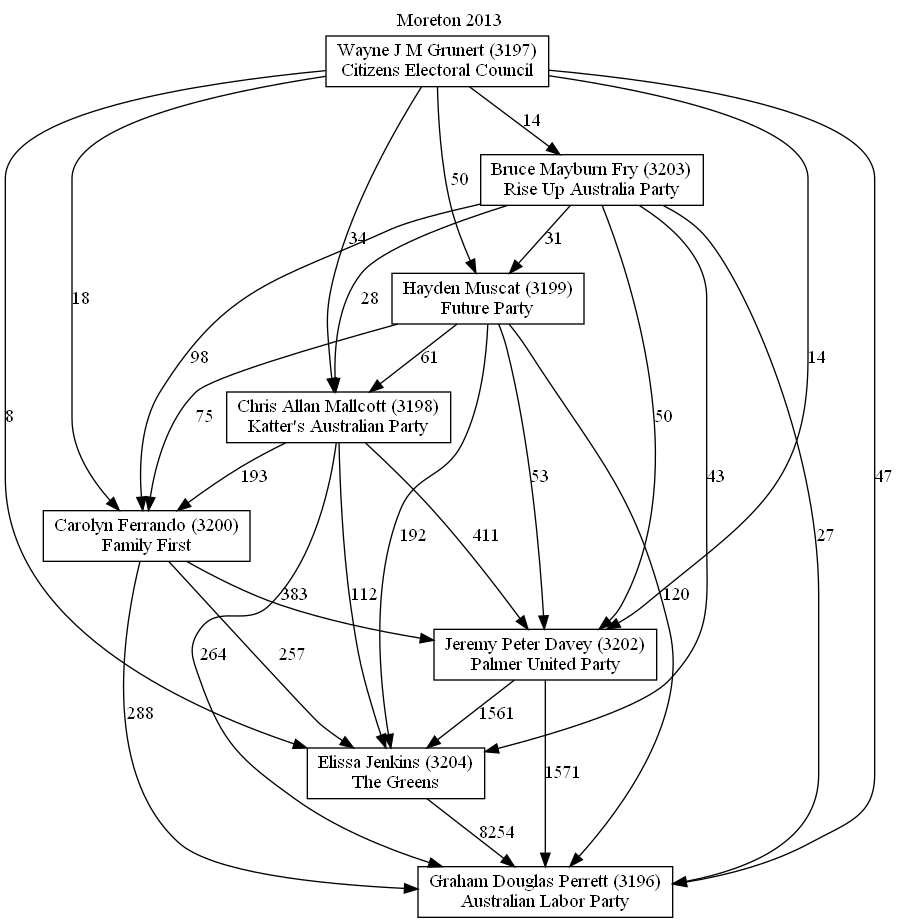 Moreton 2013
Wayne J M Grunert (3197)
Citizens Electoral Council
14
Bruce Mayburn Fry (3203)
Rise Up Australia Party
50
34
31
Hayden Muscat (3199)
Future Party
18
28
98
61
14
75
Chris Allan Mallcott (3198)
Katter's Australian Party
8
50
193
53
43
47
Carolyn Ferrando (3200)
Family First
192
411
27
383
112
120
Jeremy Peter Davey (3202)
Palmer United Party
264
257
288
1561
Elissa Jenkins (3204)
The Greens
1571
8254
Graham Douglas Perrett (3196)
Australian Labor Party